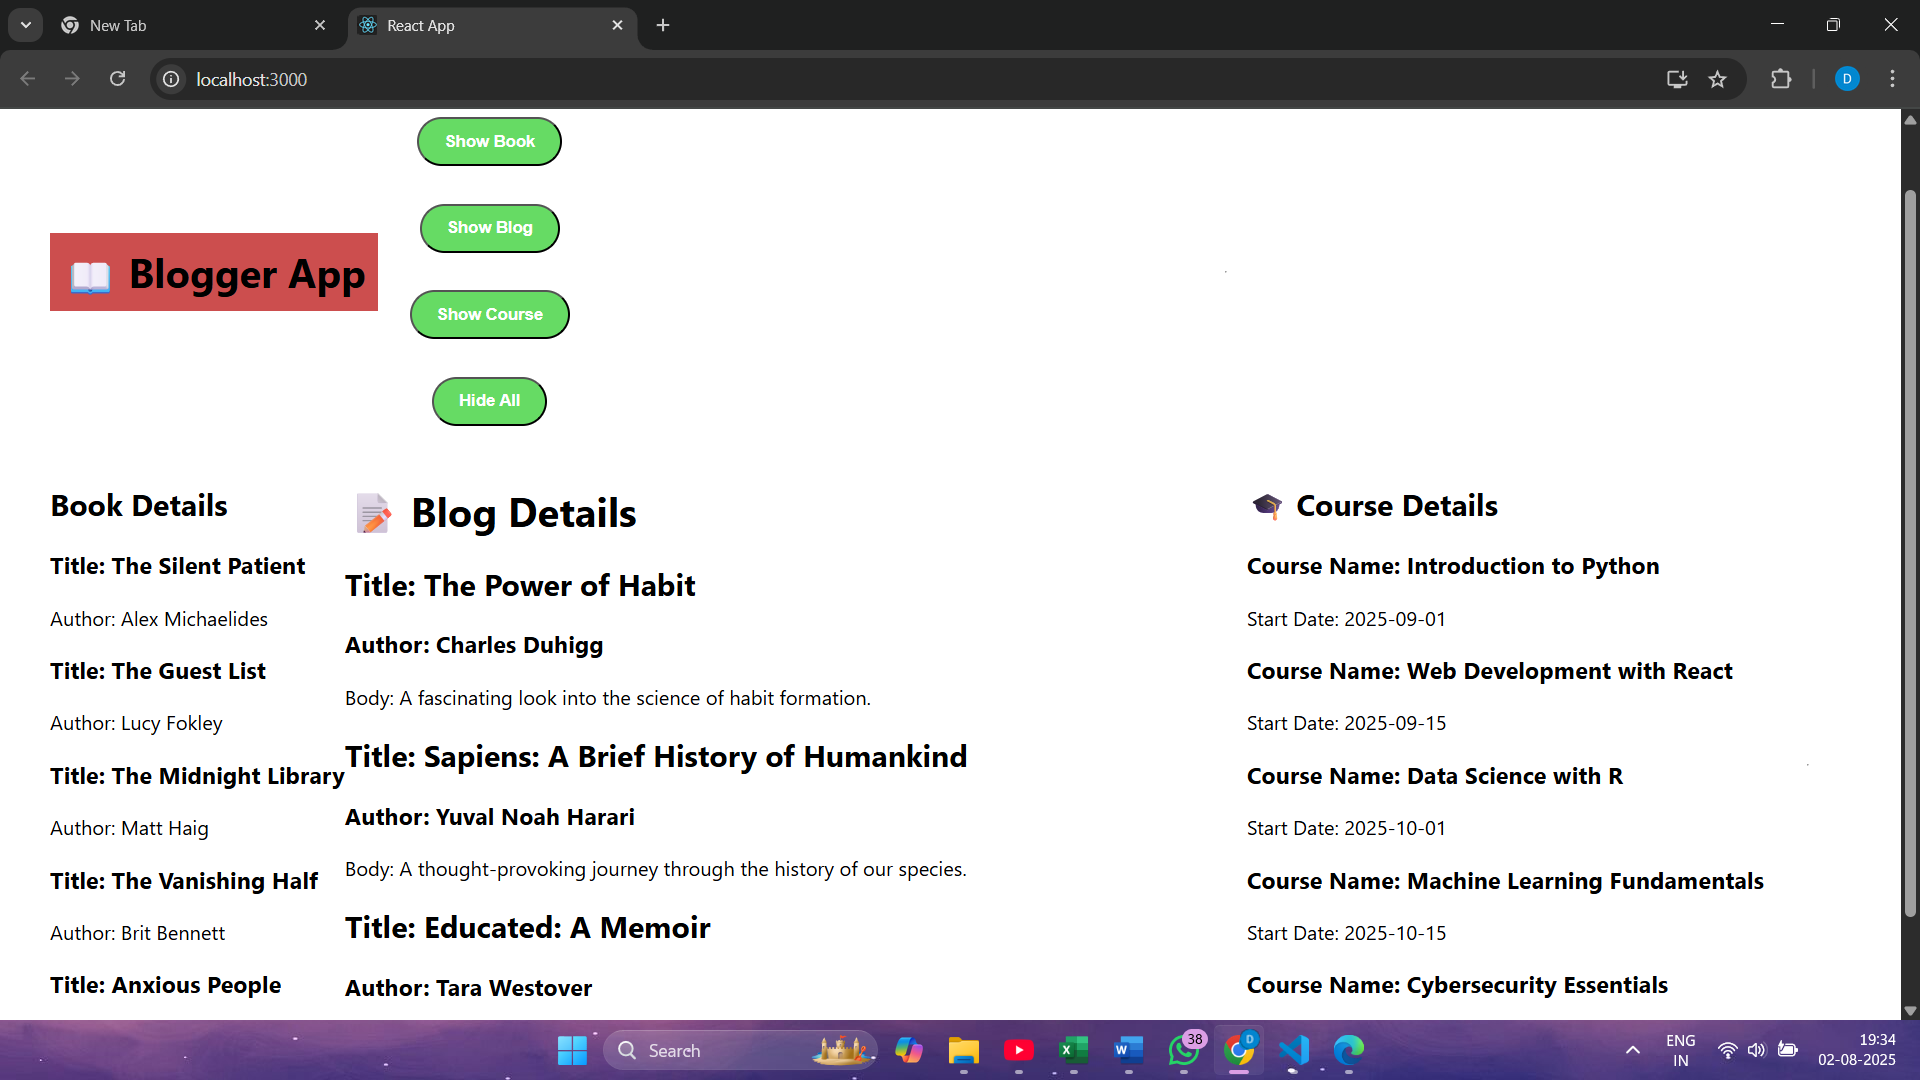 New Tab
React App
localhost:3000
D
Show Book
Show Blog
Show Course
Hide All
📖 Blogger App
Book Details
Title: The Silent Patient
Author: Alex Michaelides
Title: The Guest List
Author: Lucy Fokley
Title: The Midnight Library
Author: Matt Haig
Title: The Vanishing Half
Author: Brit Bennett
Title: Anxious People
📝 Blog Details
Title: The Power of Habit
Author: Charles Duhigg
Body: A fascinating look into the science of habit formation.
Title: Sapiens: A Brief History of Humankind
Author: Yuval Noah Harari
Body: A thought-provoking journey through the history of our species.
Title: Educated: A Memoir
Author: Tara Westover
🎓 Course Details
Course Name: Introduction to Python
Start Date: 2025-09-01
Course Name: Web Development with React
Start Date: 2025-09-15
Course Name: Data Science with R
Start Date: 2025-10-01
Course Name: Machine Learning Fundamentals
Start Date: 2025-10-15
Course Name: Cybersecurity Essentials
Search
X
W
38
D
ENG
IN
19:34
02-08-2025